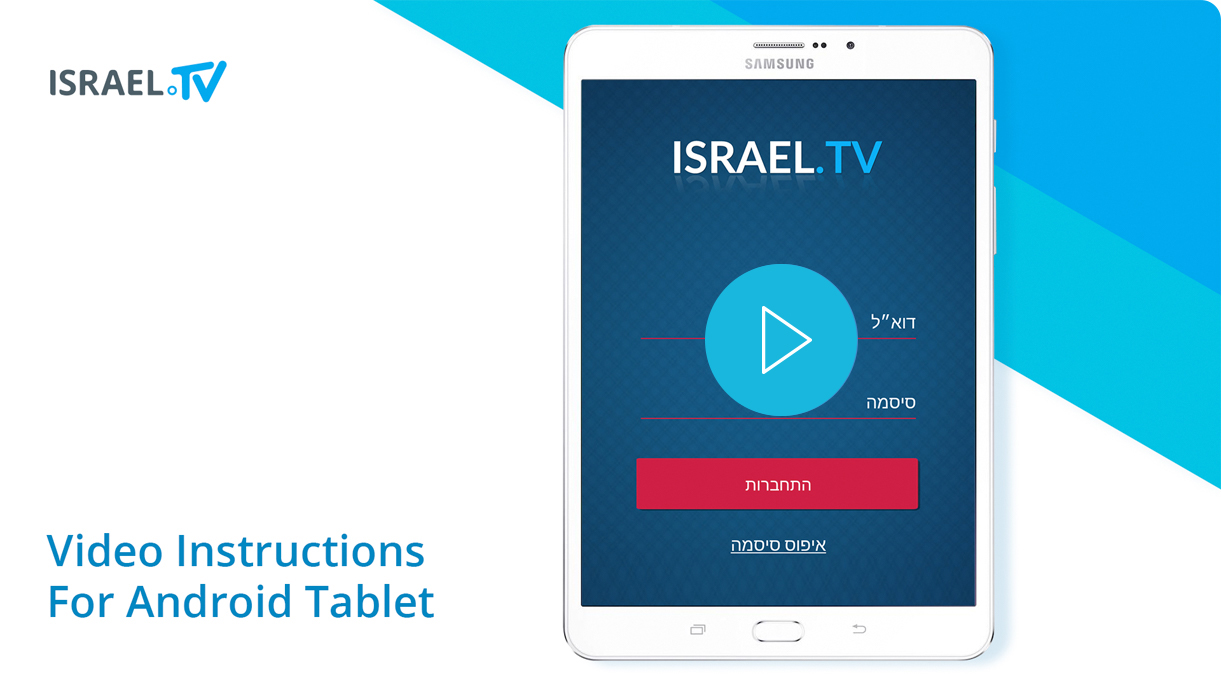 ISRAEL.TV
SAMSUNG
ISRAEL.TV
דוא״ל
סיסמה
התחברות
איפוס סיסמה
Video Instructions
For Android Tablet